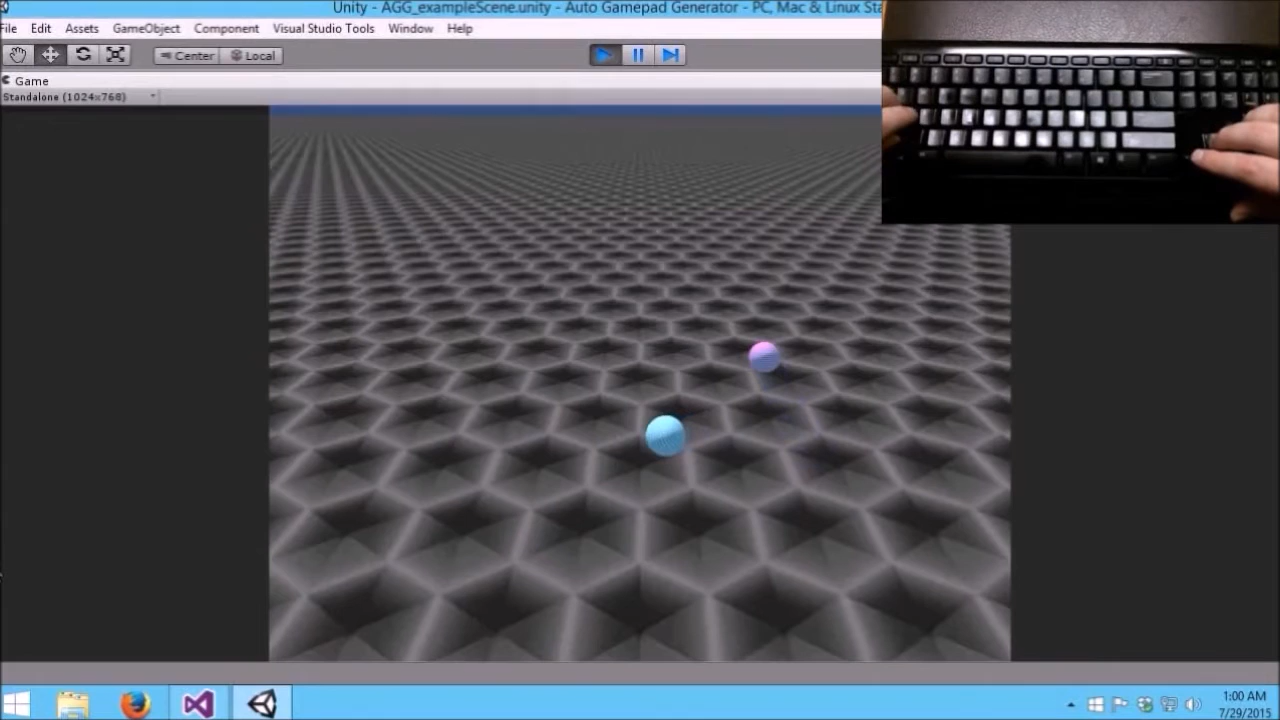 Unity - AGG_exampleScene.unity - Auto Gamepad Generator - PC, Mac & Linux Sta
File Edit Assets GameObject Component Visual Studio Tools Window Help
Center Local
Game
Standalone (1024x768)
1:00 AM
7/29/2015